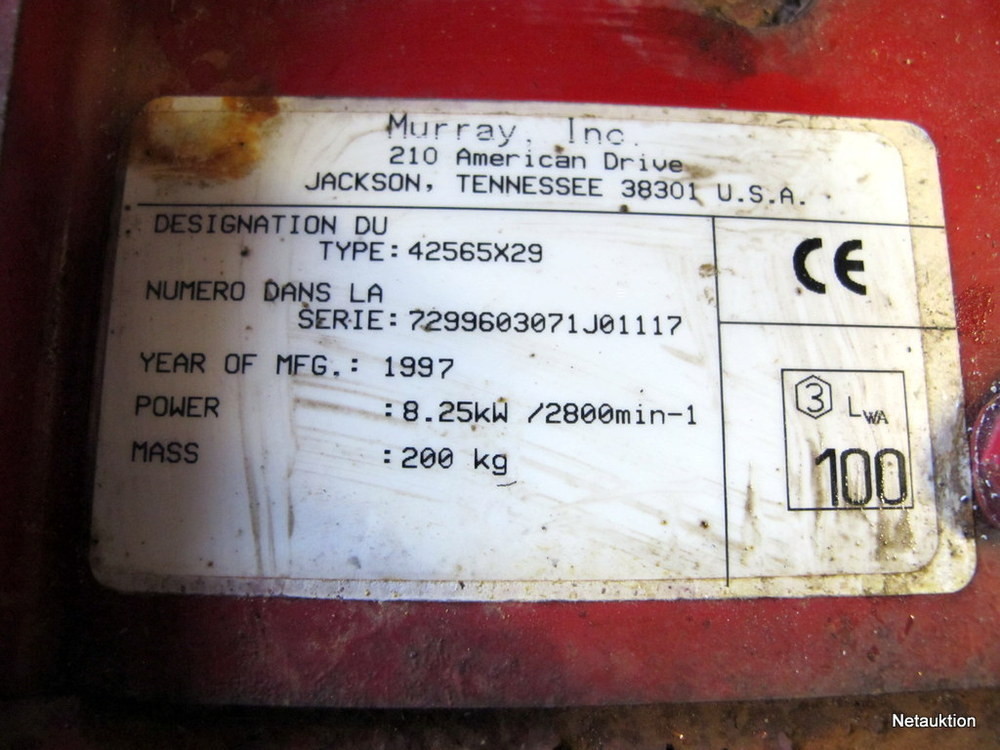 Murray, Inc.
210 American Drive
JACKSON, TENNESSEE 38301 U.S.A.
DESIGNATION DU
TYPE: 42565X29
NUMERO DANS LA
SERIE: 7299603071J01117
YEAR OF MFG.: 1997
POWER : 8.25kW /2800min-1
MASS : 200 kg
CE
3 LWA
100
Netauktion